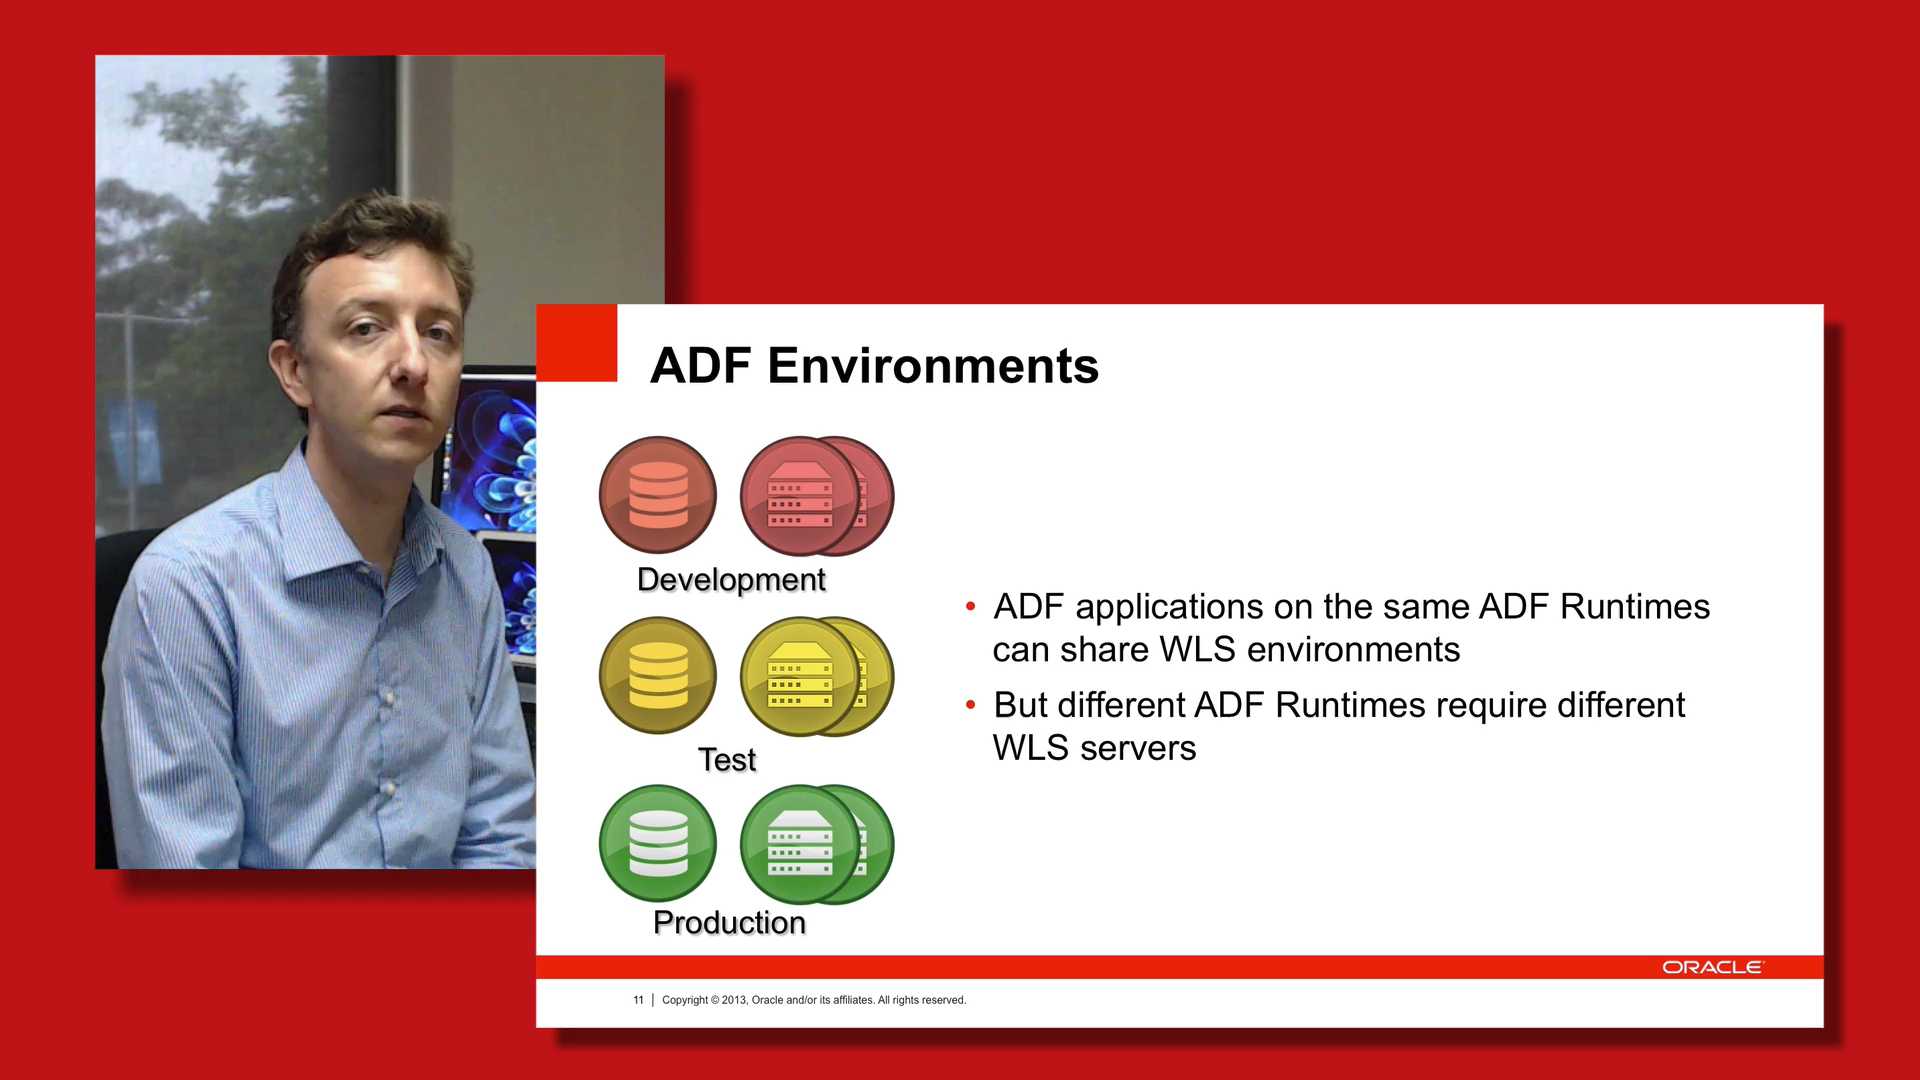 ADF Environments
Development
Test
Production
• ADF applications on the same ADF Runtimes
can share WLS environments
• But different ADF Runtimes require different
WLS servers
ORACLE
11 | Copyright © 2013, Oracle and/or its affiliates. All rights reserved.